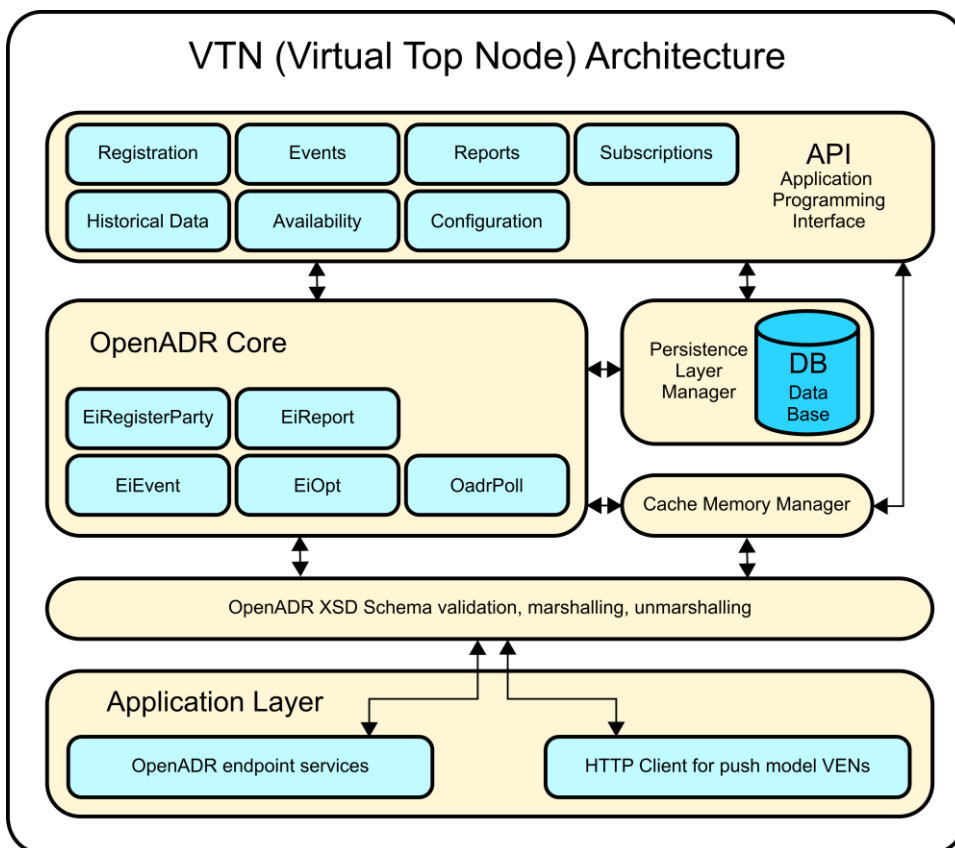 VTN (Virtual Top Node) Architecture
Registration
Events
Reports
Subscriptions
API
Application
Programming
Interface
Historical Data
Availability
Configuration
OpenADR Core
EiRegisterParty
EiReport
EiEvent
EiOpt
OadrPoll
Persistence
Layer
Manager
DB
Data
Base
Cache Memory Manager
OpenADR XSD Schema validation, marshalling, unmarshalling
Application Layer
OpenADR endpoint services
HTTP Client for push model VENs